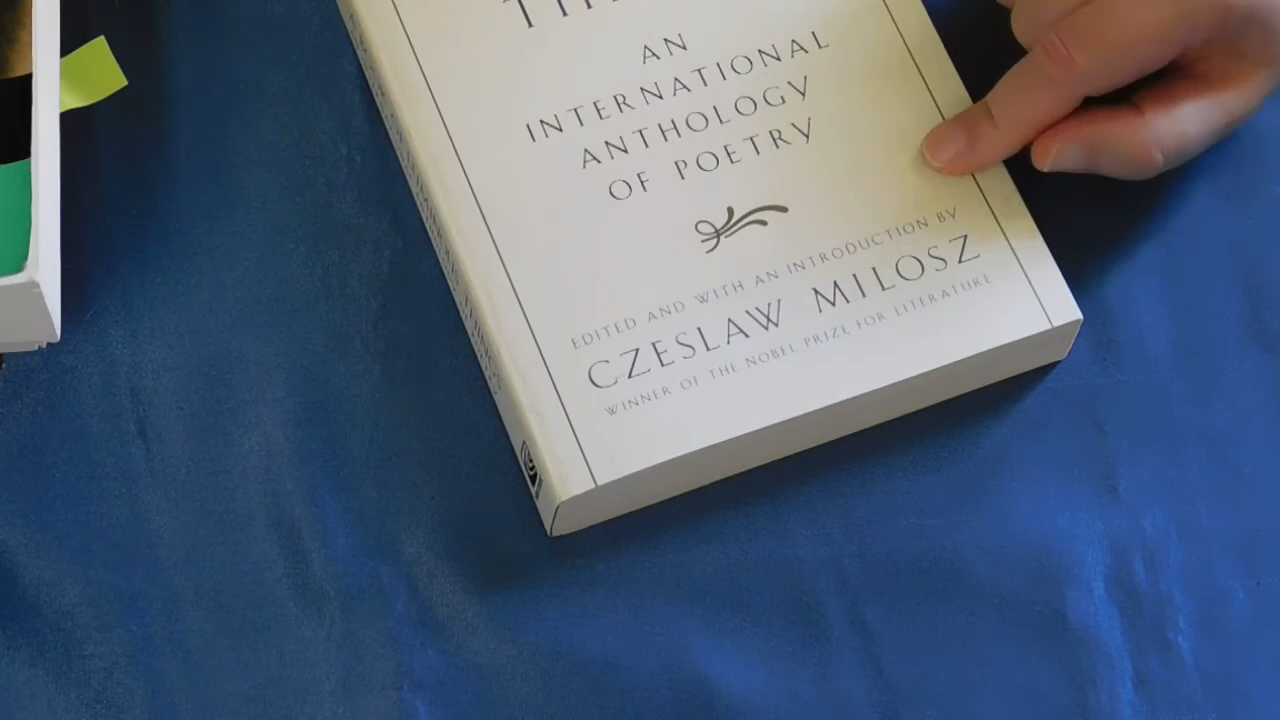 AN
INTERNATIONAL
ANTHOLOGY
OF POETRY
EDITED AND WITH AN INTRODUCTION BY
CZESLAW MILOSZ
WINNER OF THE NOBEL PRIZE FOR LITERATURE